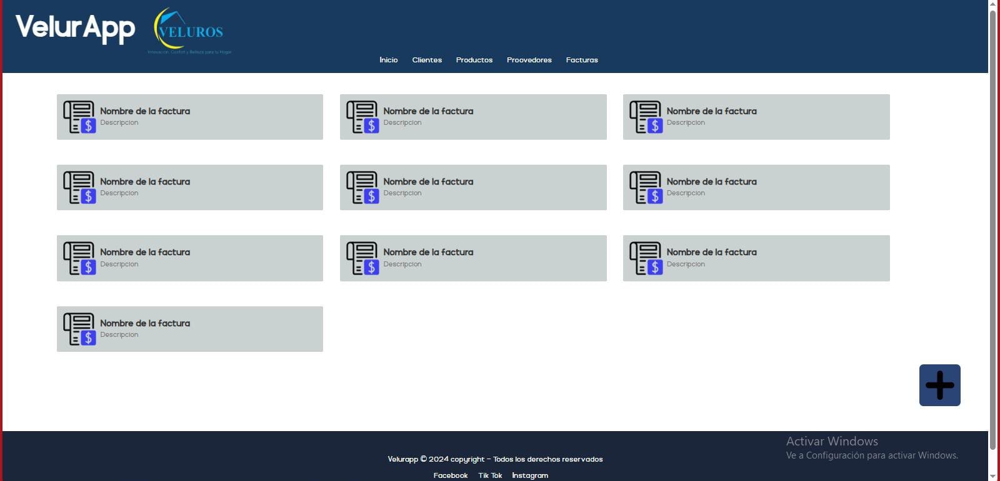 VelurApp
VELUROS
Innovación, Confort y Belleza para tu Hogar
Inicio Clientes Productos Proovedores Facturas
Nombre de la factura Nombre de la factura Nombre de la factura
Descripcion Descripcion Descripcion
$ $ $
Nombre de la factura Nombre de la factura Nombre de la factura
Descripcion Descripcion Descripcion
$ $ $
Nombre de la factura Nombre de la factura Nombre de la factura
Descripcion Descripcion Descripcion
$ $ $
Nombre de la factura
Descripcion
$
Activar Windows
Ve a Configuración para activar Windows.
Velurapp © 2024 copyright - Todos los derechos reservados
Facebook Tik Tok Instagram